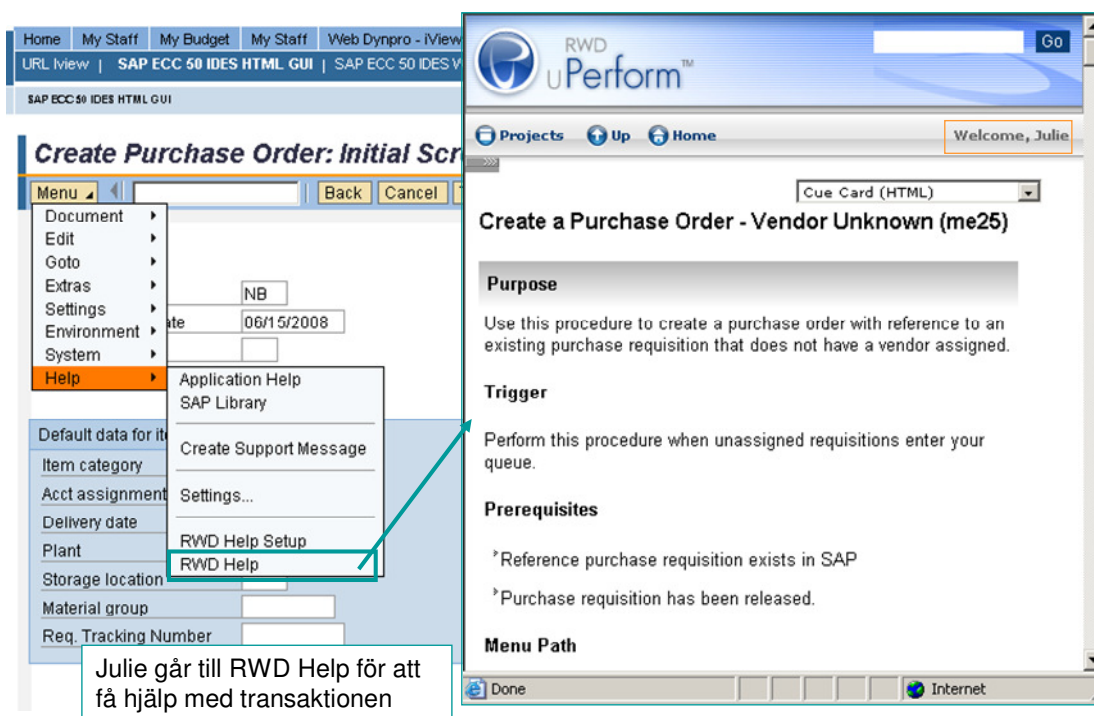 Home My Staff My Budget My Staff Web Dynpro - iView
URL Iview | SAP ECC 50 IDES HTML GUI | SAP ECC 50 IDES
SAP ECC 50 IDES HTML GUI
Create Purchase Order: Initial Scr
Menu Back Cancel
Document
Edit
Goto
Extras
Settings
Environment
System
Help
NB
ate 06/15/2008
Application Help
SAP Library
Create Support Message
Settings...
RWD Help Setup
RWD Help
Default data for it
Item category
Acct assignment
Delivery date
Plant
Storage location
Material group
Req. Tracking Number
Julie går till RWD Help för att
få hjälp med transaktionen
RWD
uPerform™
Go
Projects Up Home Welcome, Julie
Cue Card (HTML)
Create a Purchase Order - Vendor Unknown (me25)
Purpose
Use this procedure to create a purchase order with reference to an
existing purchase requisition that does not have a vendor assigned.
Trigger
Perform this procedure when unassigned requisitions enter your
queue.
Prerequisites
Reference purchase requisition exists in SAP
Purchase requisition has been released.
Menu Path
Done Internet